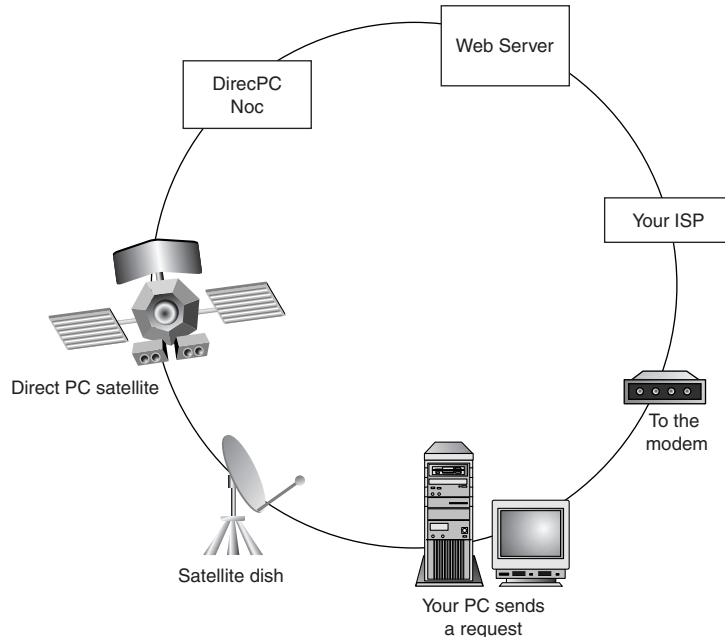 Web Server
DirecPC
Noc
Your ISP
Direct PC satellite
To the
modem
Satellite dish
Your PC sends
a request